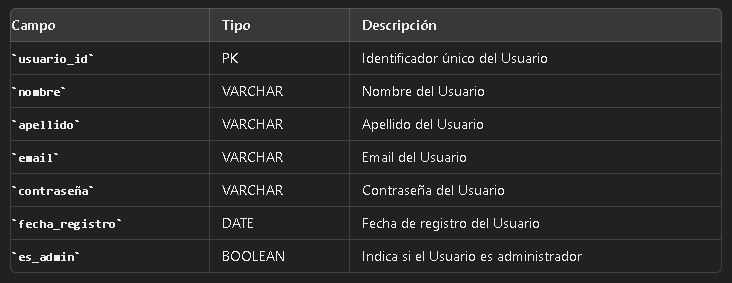 Campo Tipo Descripción
`usuario_id` PK Identificador único del Usuario
`nombre` VARCHAR Nombre del Usuario
`apellido` VARCHAR Apellido del Usuario
`email` VARCHAR Email del Usuario
`contraseña` VARCHAR Contraseña del Usuario
`fecha_registro` DATE Fecha de registro del Usuario
`es_admin` BOOLEAN Indica si el Usuario es administrador